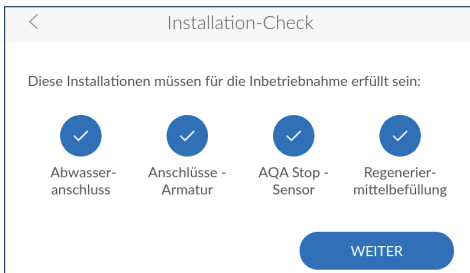 Installation-Check
Diese Installationen müssen für die Inbetriebnahme erfüllt sein:
Abwasser-
anschluss
Anschlüsse -
Armatur
AQA Stop -
Sensor
Regenerier-
mittelbefüllung
WEITER